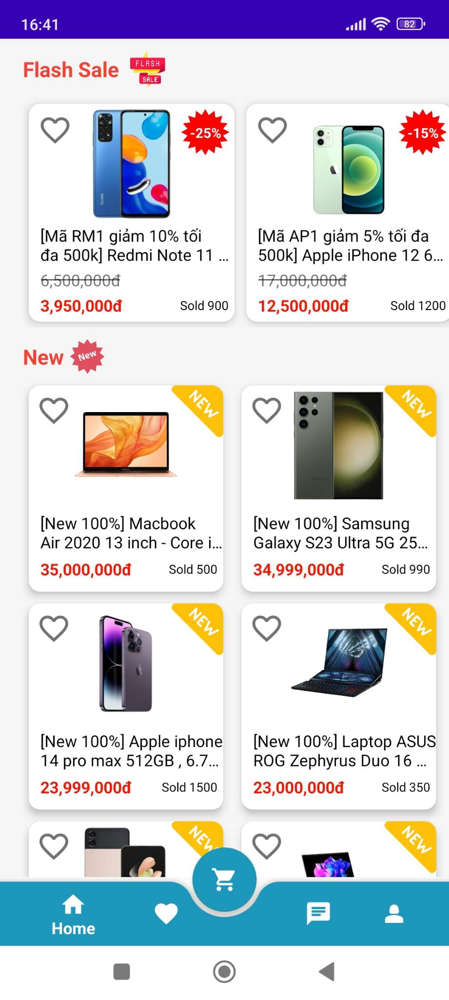 16:41
82
Flash Sale
FLASH
SALE
-25%
-15%
Redmi
[Mã RM1 giảm 10% tối
đa 500k] Redmi Note 11 ...
6,500,000đ
3,950,000đ
Sold 900
[Mã AP1 giảm 5% tối đa
500k] Apple iPhone 12 6...
17,000,000đ
12,500,000đ
Sold 1200
New
New
NEW
NEW
[New 100%] Macbook
Air 2020 13 inch - Core i...
35,000,000đ
Sold 500
[New 100%] Samsung
Galaxy S23 Ultra 5G 25...
34,999,000đ
Sold 990
NEW
NEW
[New 100%] Apple iphone
14 pro max 512GB , 6.7...
23,999,000đ
Sold 1500
[New 100%] Laptop ASUS
ROG Zephyrus Duo 16 ...
23,000,000đ
Sold 350
NEW
NEW
Home